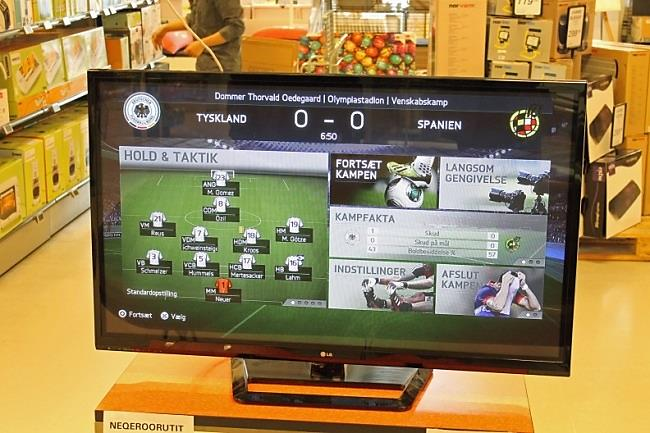 Dommer Thorvald Oedegaard | Olympiastadion | Venskabskamp
TYSKLAND 0 - 0 SPANIEN
6:50
HOLD & TAKTIK
23
ANG
M. Gomez
8
COM
Özil
21
VM
Reus
7
VDM
Schweinsteiger
18
HDM
Kroos
19
HM
M. Götze
3
VB
Schmelzer
5
VCB
Hummels
17
HCB
Mertesacker
16
HB
Lahm
1
MM
Neuer
Standardopstilling
Fortsæt
Vælg
FORTSÆT
KAMPEN
LANGSOM
GENGIVELSE
KAMPFAKTA
1 Skud 0
0 Skud på mål 0
43 Boldbesiddelse % 57
INDSTILLINGER
AFSLUT
KAMPEN
LG
NEQEROORUTIT